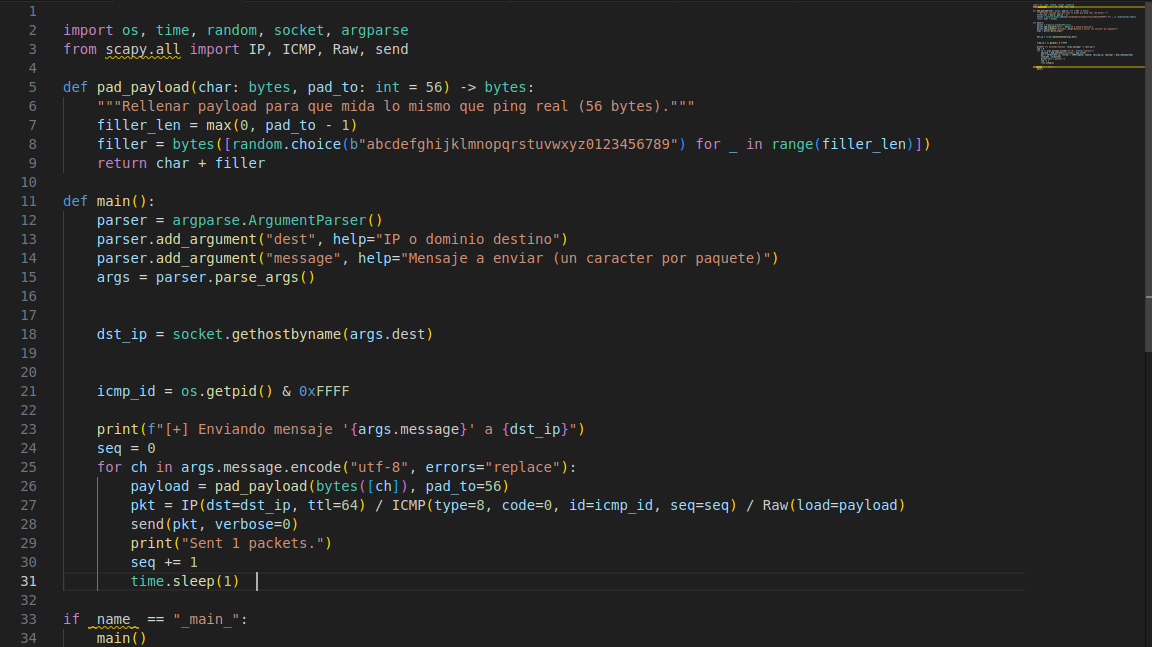 1
2 import os, time, random, socket, argparse
3 from scapy.all import IP, ICMP, Raw, send
4
5 def pad_payload(char: bytes, pad_to: int = 56) -> bytes:
6     """Rellenar payload para que mida lo mismo que ping real (56 bytes)."""
7     filler_len = max(0, pad_to - 1)
8     filler = bytes([random.choice(b"abcdefghijklmnopqrstuvwxyz0123456789") for _ in range(filler_len)])
9     return char + filler
10
11 def main():
12     parser = argparse.ArgumentParser()
13     parser.add_argument("dest", help="IP o dominio destino")
14     parser.add_argument("message", help="Mensaje a enviar (un caracter por paquete)")
15     args = parser.parse_args()
16
17
18     dst_ip = socket.gethostbyname(args.dest)
19
20
21     icmp_id = os.getpid() & 0xFFFF
22
23     print(f"[+] Enviando mensaje '{args.message}' a {dst_ip}")
24     seq = 0
25     for ch in args.message.encode("utf-8", errors="replace"):
26         payload = pad_payload(bytes([ch]), pad_to=56)
27         pkt = IP(dst=dst_ip, ttl=64) / ICMP(type=8, code=0, id=icmp_id, seq=seq) / Raw(load=payload)
28         send(pkt, verbose=0)
29         print("Sent 1 packets.")
30         seq += 1
31         time.sleep(1)
32
33 if _name_ == "_main_":
34     main()